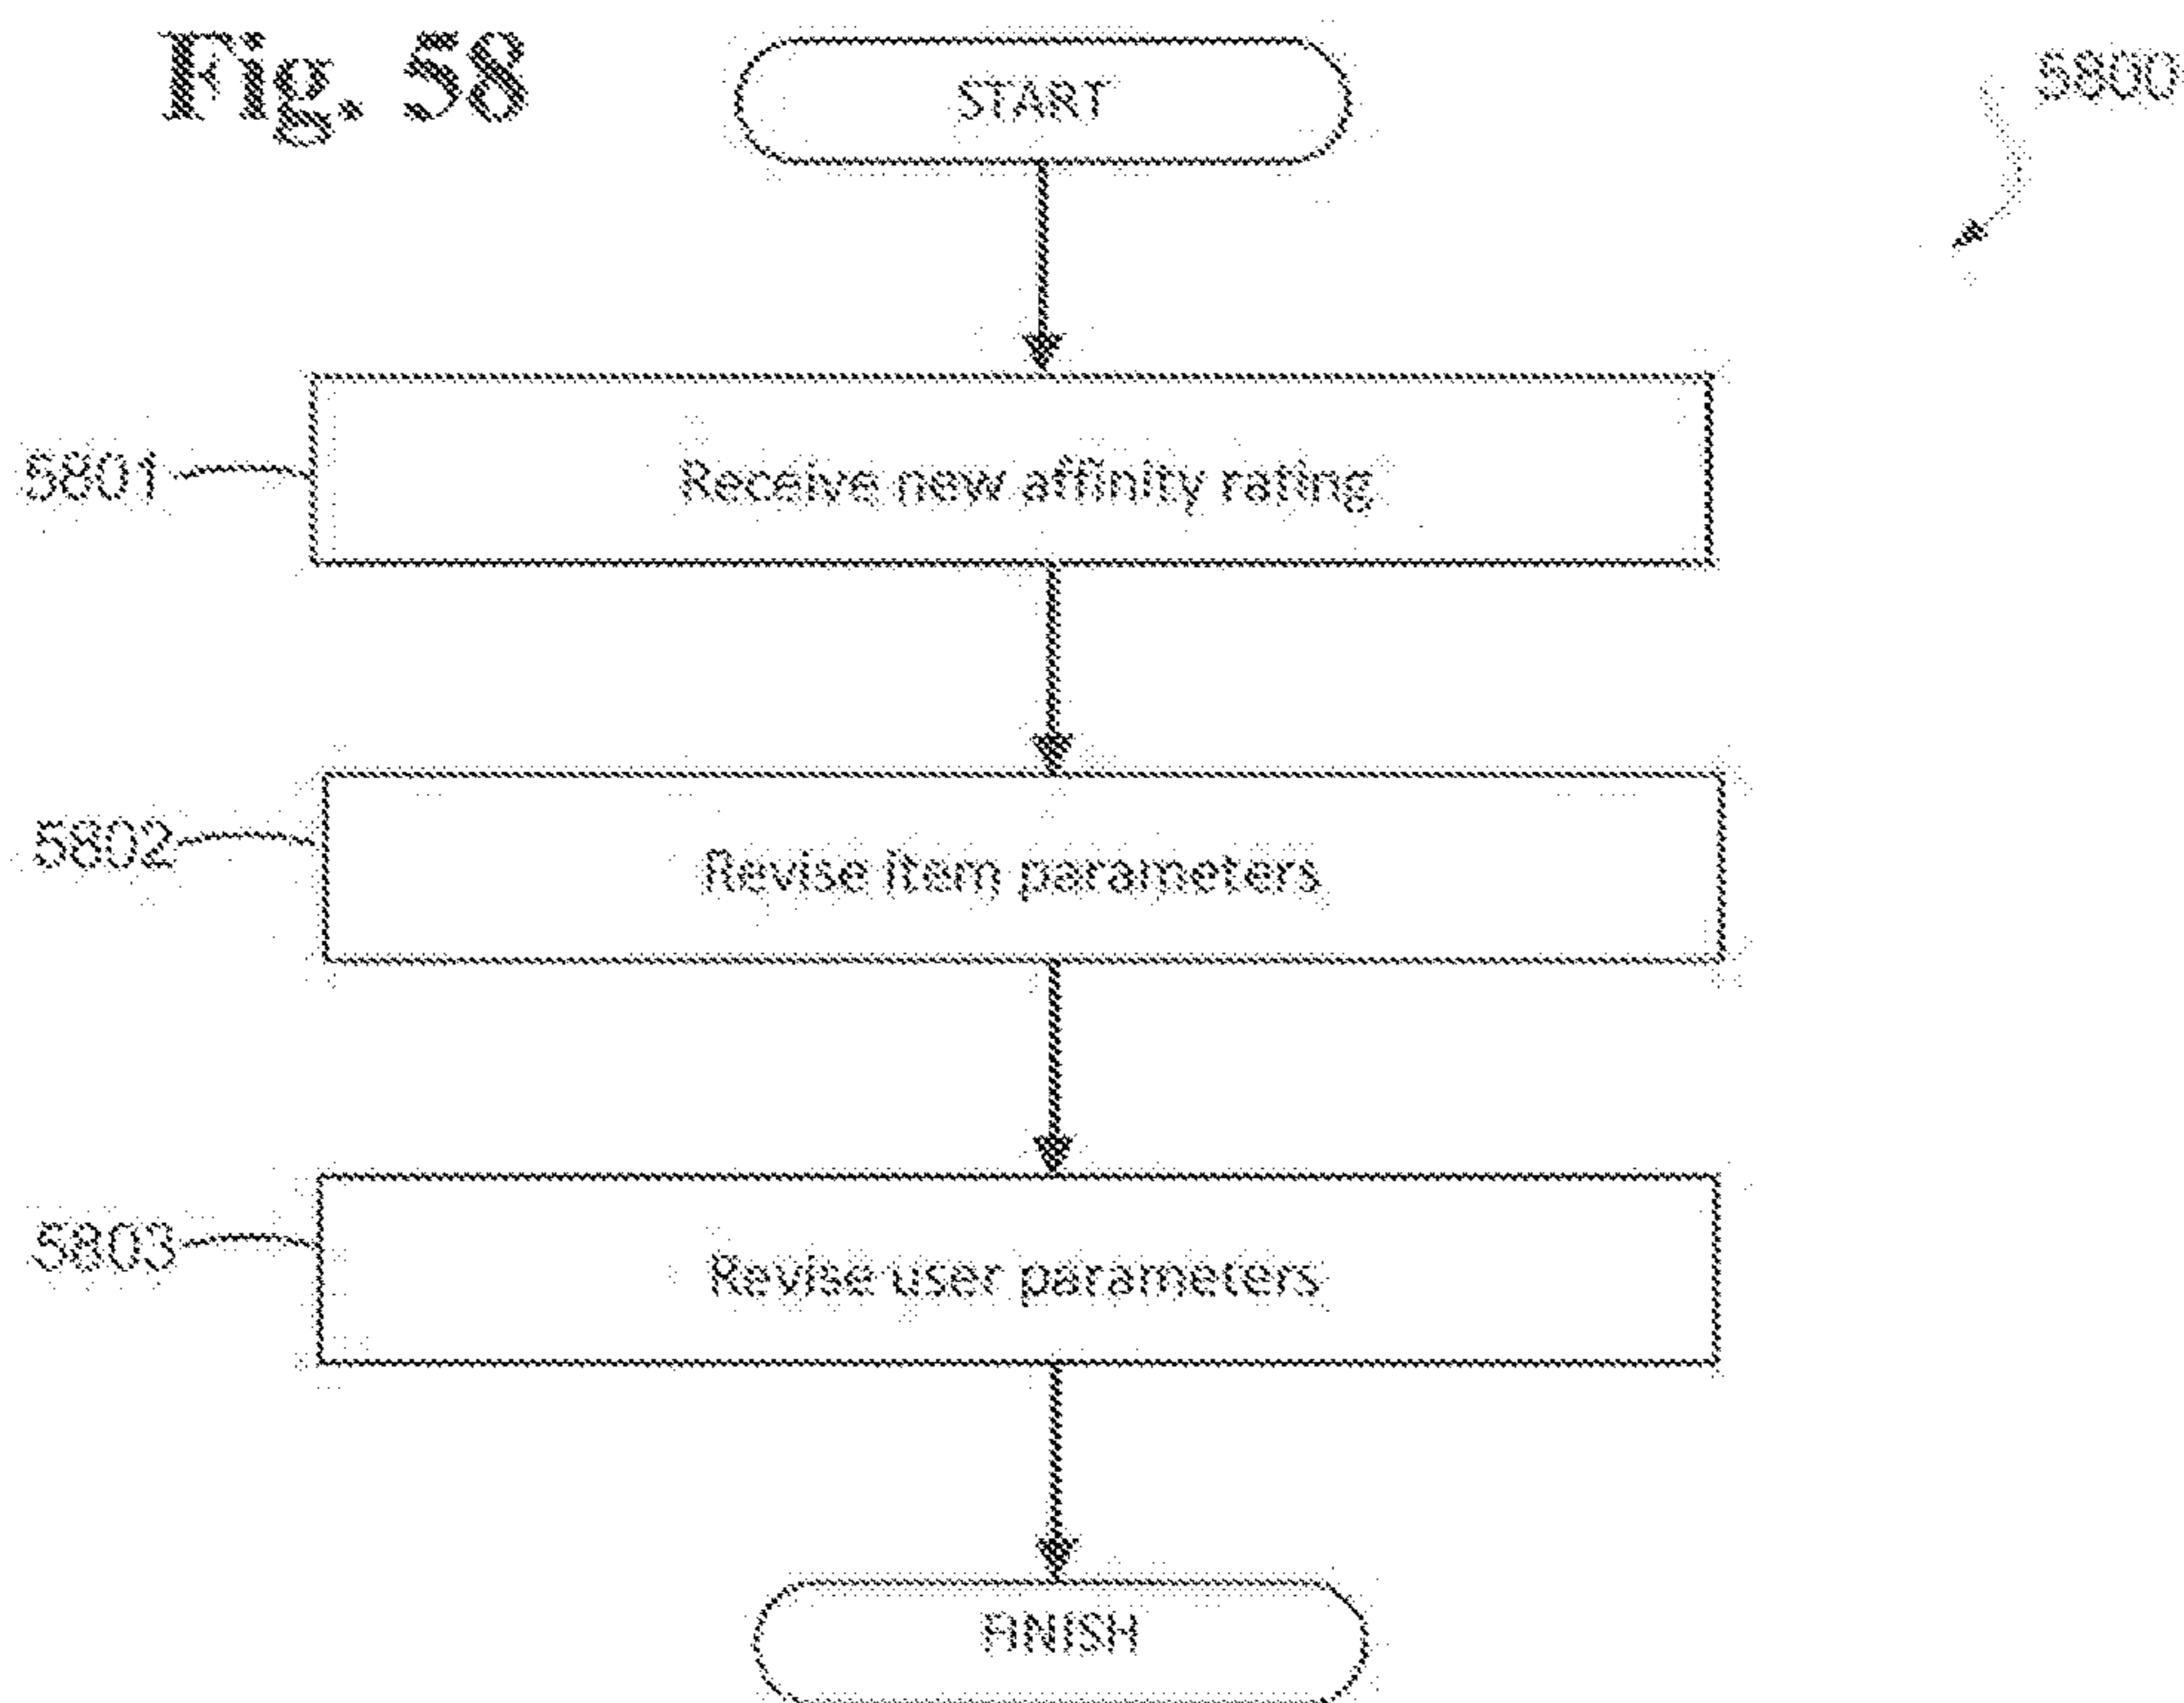 Fig. 58
START
5800
5801
Receive new affinity rating
5802
Revise item parameters
5803
Revise user parameters
FINISH